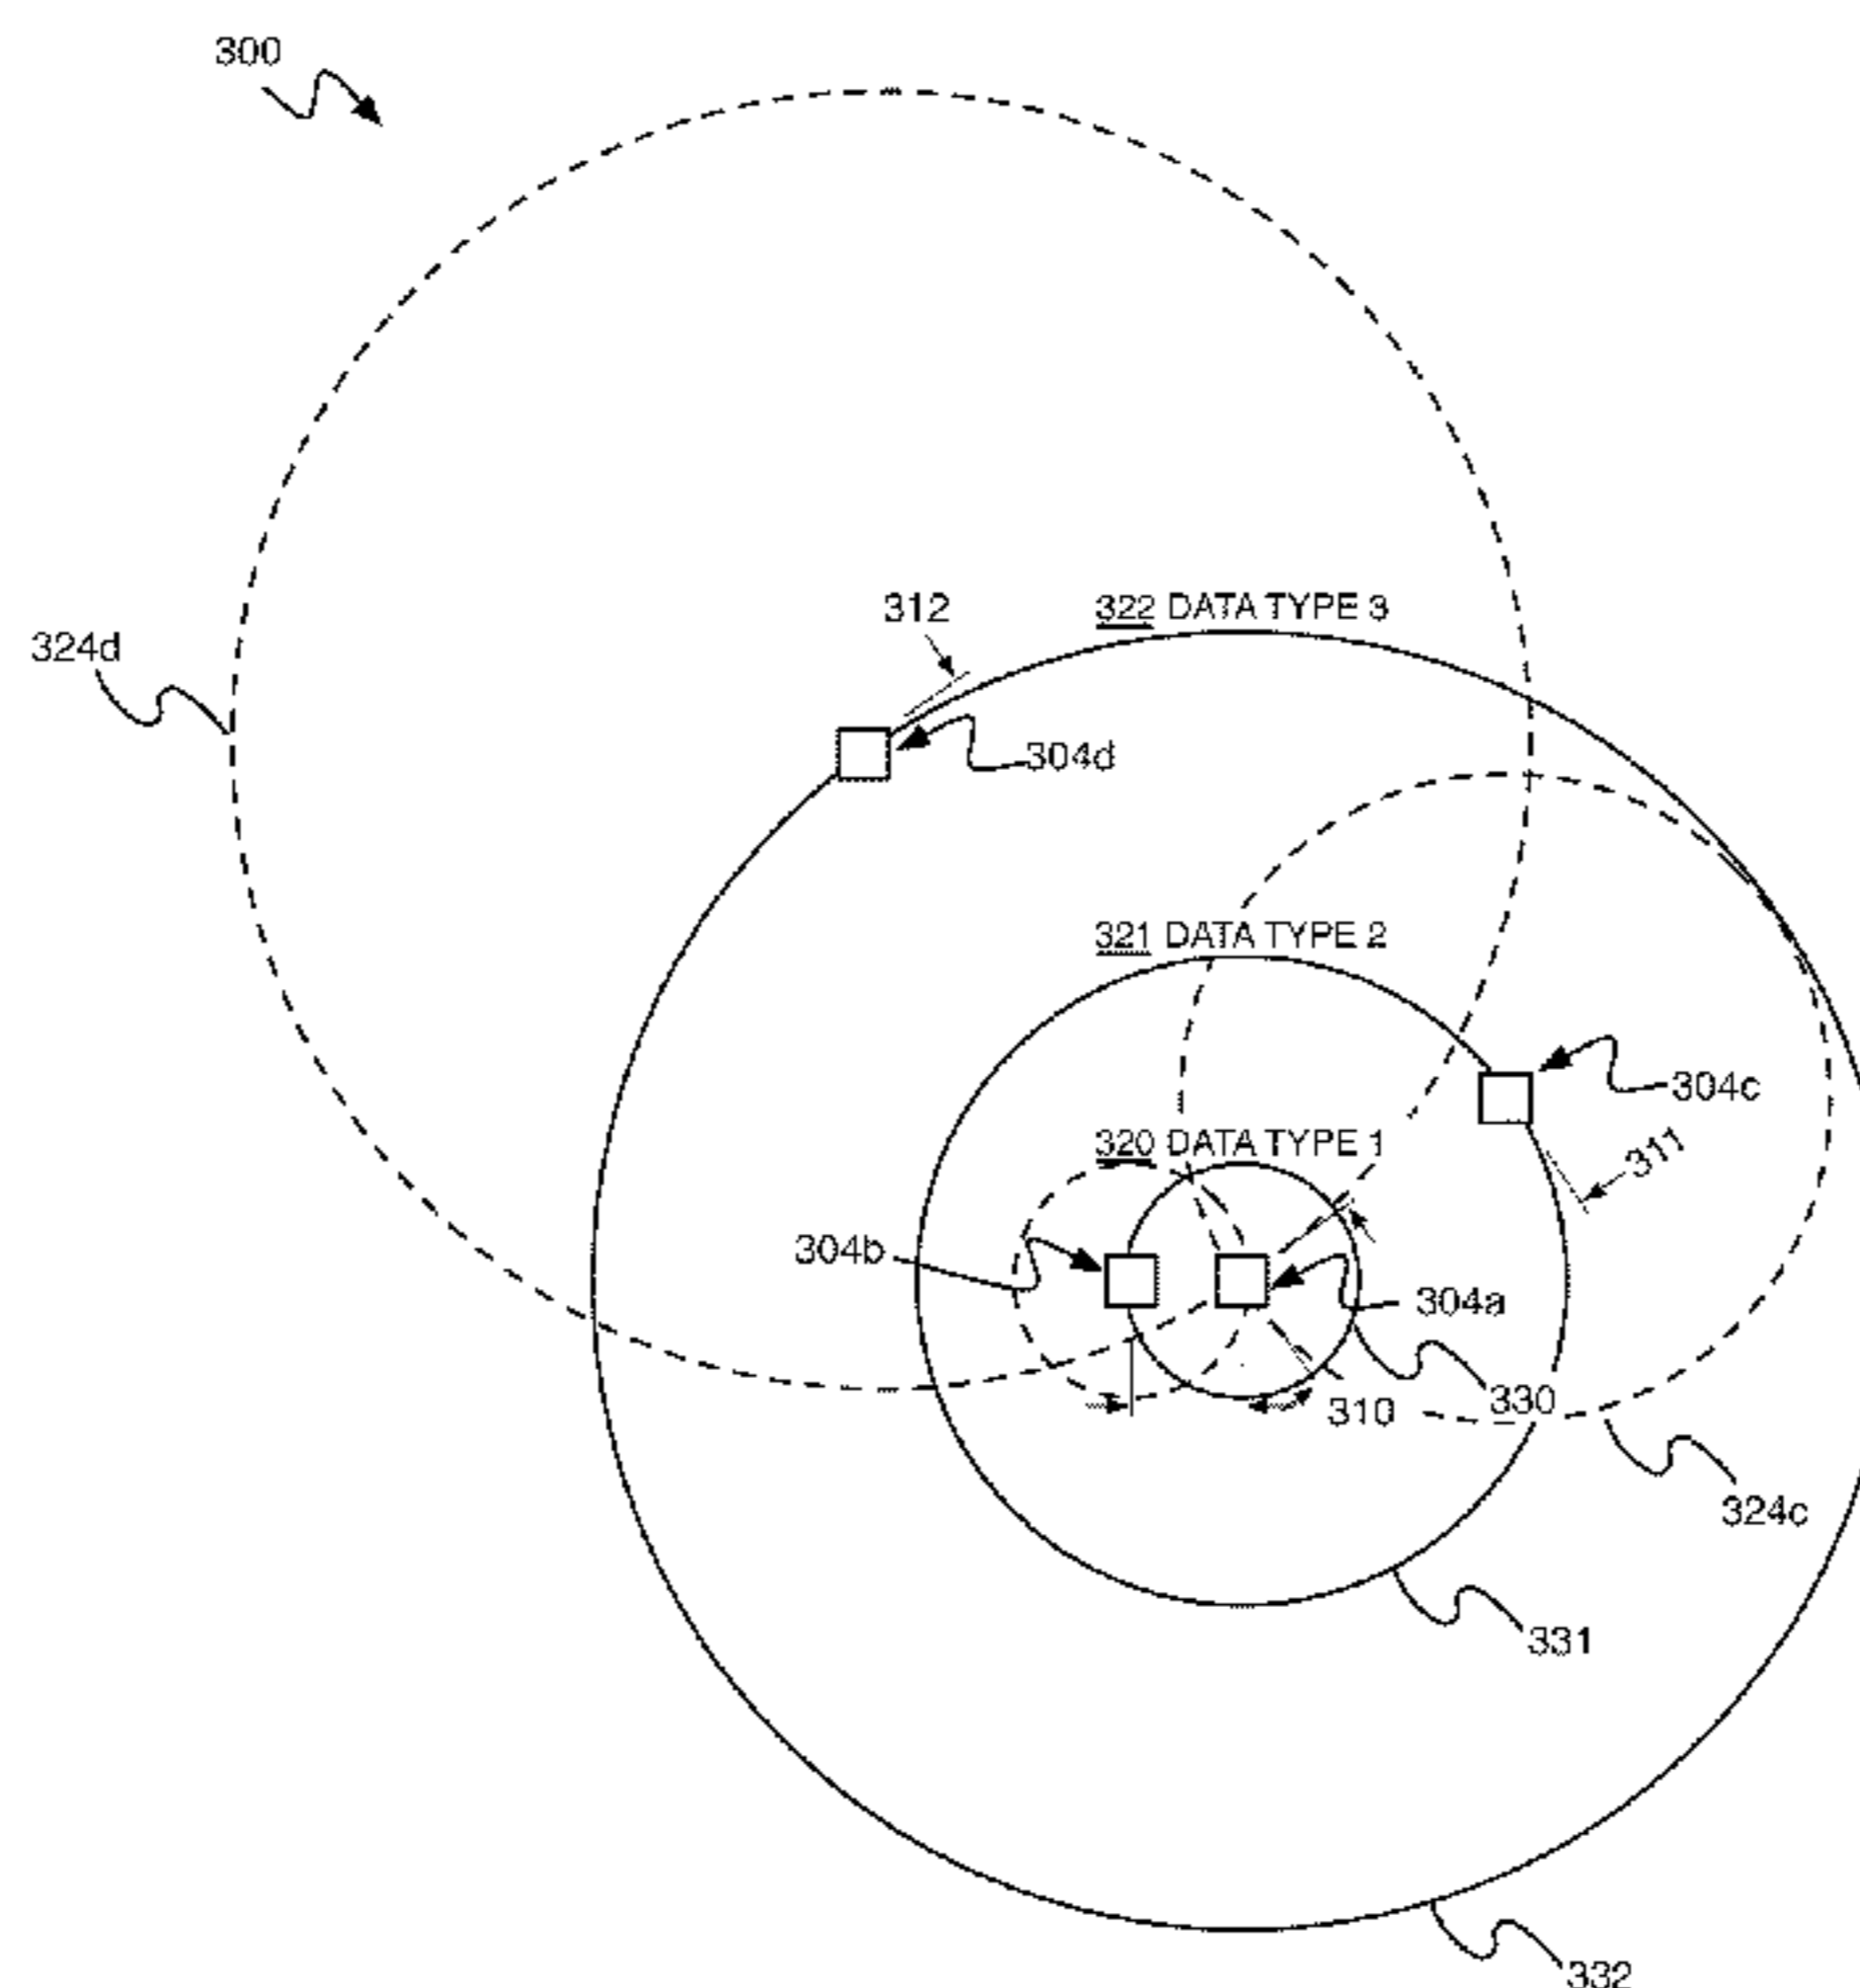 300
312
322 DATA TYPE 3
324d
304d
321 DATA TYPE 2
304c
320 DATA TYPE 1
311
304b
304a
330
310
324c
331
332